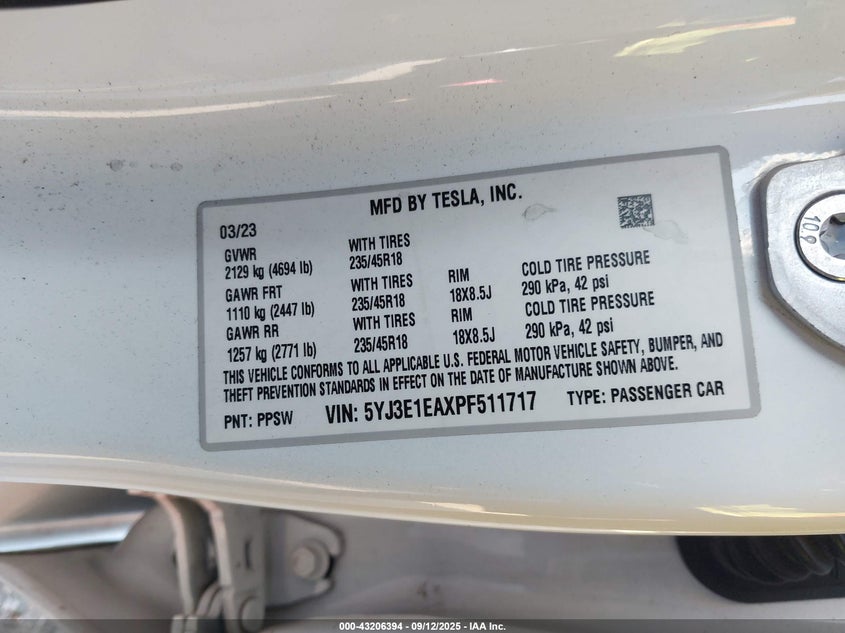 MFD BY TESLA, INC.
03/23
GVWR WITH TIRES
2129 kg (4694 lb) 235/45R18
GAWR FRT WITH TIRES RIM COLD TIRE PRESSURE
1110 kg (2447 lb) 235/45R18 18X8.5J 290 kPa, 42 psi
GAWR RR WITH TIRES RIM COLD TIRE PRESSURE
1257 kg (2771 lb) 235/45R18 18X8.5J 290 kPa, 42 psi
THIS VEHICLE CONFORMS TO ALL APPLICABLE U.S. FEDERAL MOTOR VEHICLE SAFETY, BUMPER, AND
THEFT PREVENTION STANDARDS IN EFFECT ON THE DATE OF MANUFACTURE SHOWN ABOVE.
PNT: PPSW VIN: 5YJ3E1EAXPF511717 TYPE: PASSENGER CAR
10.9
000-43206394 - 09/12/2025 - IAA Inc.